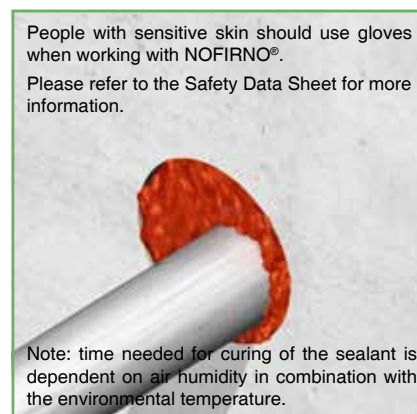 People with sensitive skin should use gloves
when working with NOFIRNO®.
Please refer to the Safety Data Sheet for more
information.
Note: time needed for curing of the sealant is
dependent on air humidity in combination with
the environmental temperature.